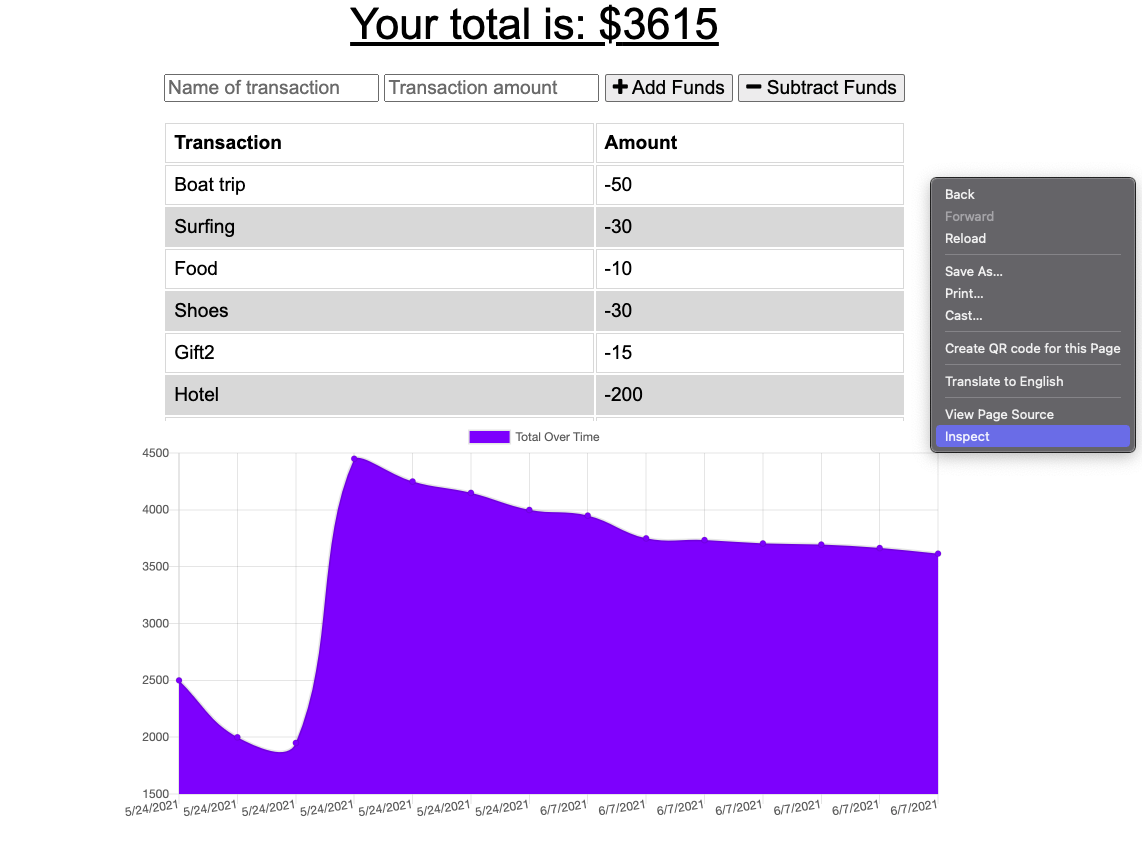 Your total is: $3615
Name of transaction Transaction amount Add Funds Subtract Funds
Transaction Amount
Boat trip -50
Surfing -30
Food -10
Shoes -30
Gift2 -15
Hotel -200
Back
Forward
Reload
Save As...
Print...
Cast...
Create QR code for this Page
Translate to English
View Page Source
Inspect
Total Over Time
4500
4000
3500
3000
2500
2000
1500
5/24/2021 5/24/2021 5/24/2021 5/24/2021 5/24/2021 5/24/2021 5/24/2021 6/7/2021 6/7/2021 6/7/2021 6/7/2021 6/7/2021 6/7/2021 6/7/2021